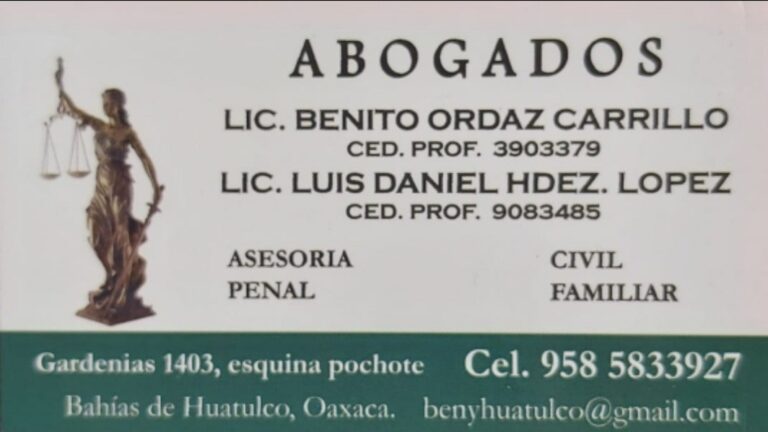 ABOGADOS
LIC. BENITO ORDAZ CARRILLO
CED. PROF. 3903379
LIC. LUIS DANIEL HDEZ. LOPEZ
CED. PROF. 9083485
ASESORIA CIVIL
PENAL FAMILIAR
Gardenias 1403, esquina pochote Cel. 958 5833927
Bahías de Huatulco, Oaxaca. benyhuatulco@gmail.com